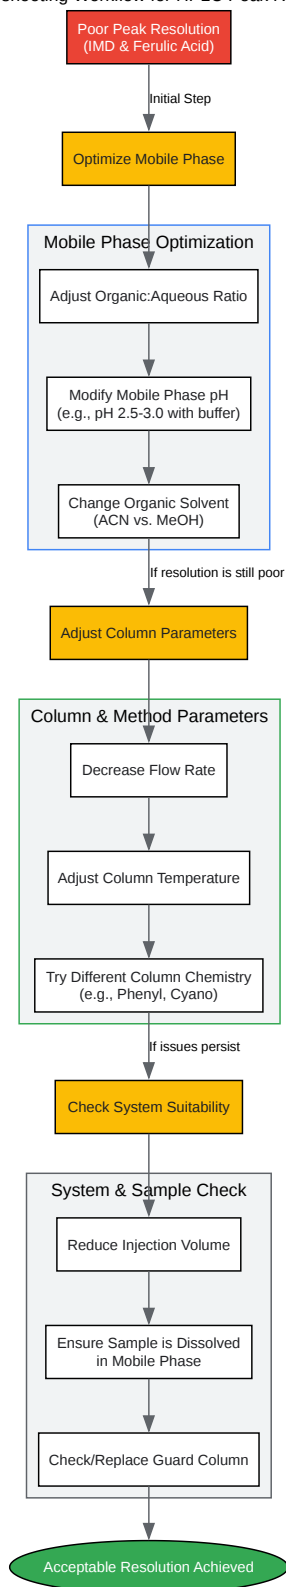 Poor Peak Resolution
(IMD & Ferulic Acid)
Initial Step
Optimize Mobile Phase
Mobile Phase Optimization
Adjust Organic:Aqueous Ratio
Modify Mobile Phase pH
(e.g., pH 2.5-3.0 with buffer)
Change Organic Solvent
(ACN vs. MeOH)
If resolution is still poor
Adjust Column Parameters
Column & Method Parameters
Decrease Flow Rate
Adjust Column Temperature
Try Different Column Chemistry
(e.g., Phenyl, Cyano)
If issues persist
Check System Suitability
System & Sample Check
Reduce Injection Volume
Ensure Sample is Dissolved
in Mobile Phase
Check/Replace Guard Column
Acceptable Resolution Achieved